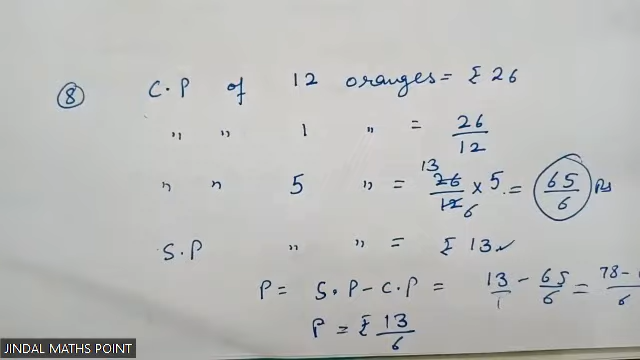 ⑧ C.P of 12 oranges = ₹ 26
" " 1 " = 26/12
" " 5 " = 13 26/12 6 × 5 = 65/6 Rs
S.P " " = ₹ 13 ✓
P = S.P - C.P = 13/1 - 65/6 = 78-/6
P = ₹ 13/6
JINDAL MATHS POINT